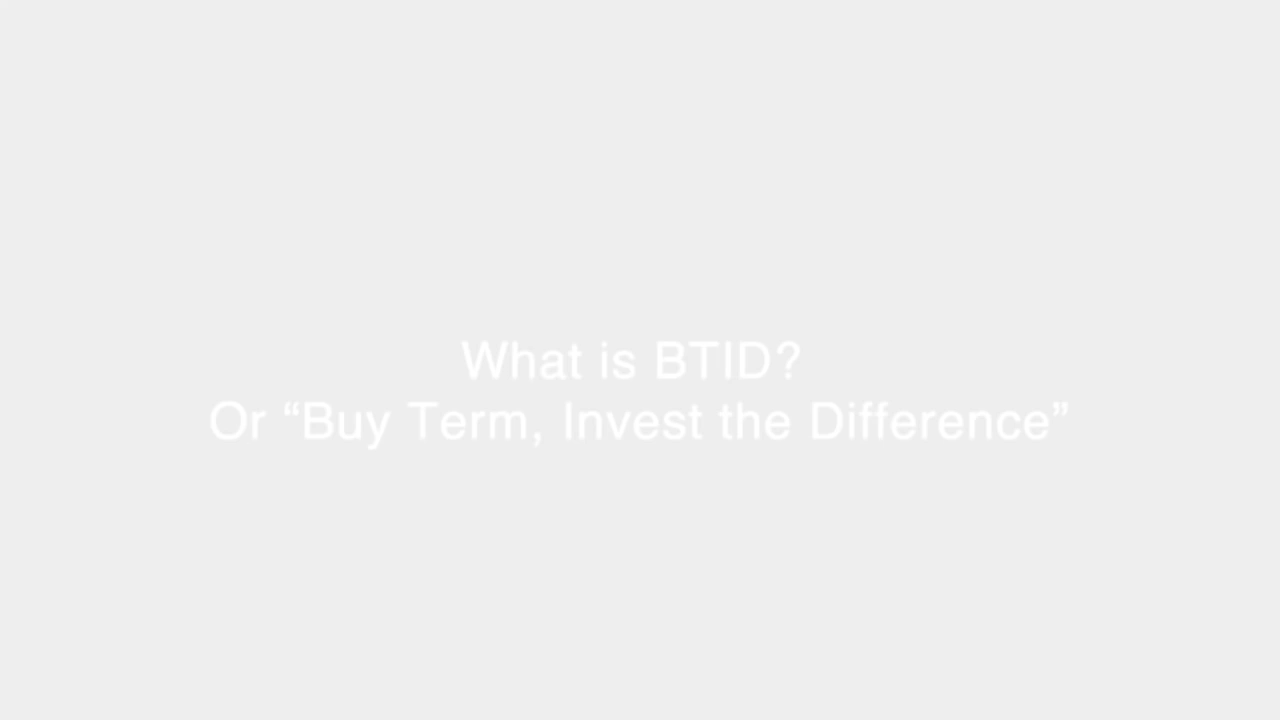 What is BTID?
Or “Buy Term, Invest the Difference”